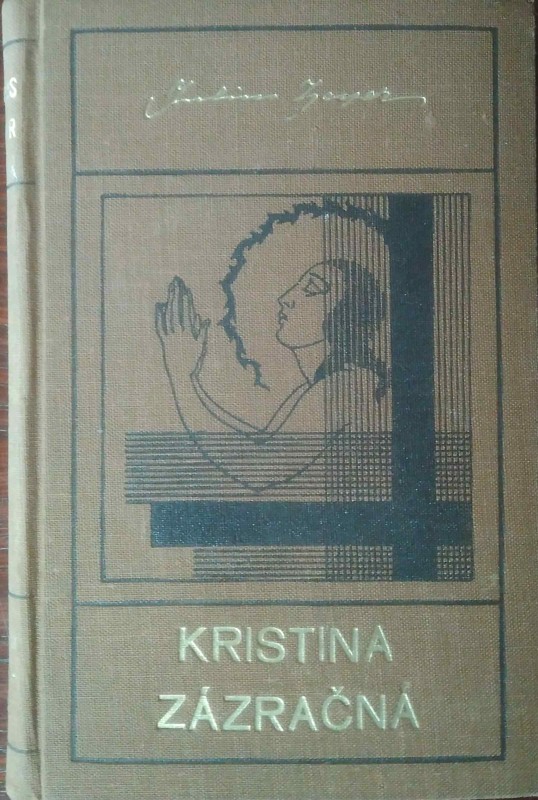 Julius Zeyer
KRISTINA
ZÁZRAČNÁ
S
R